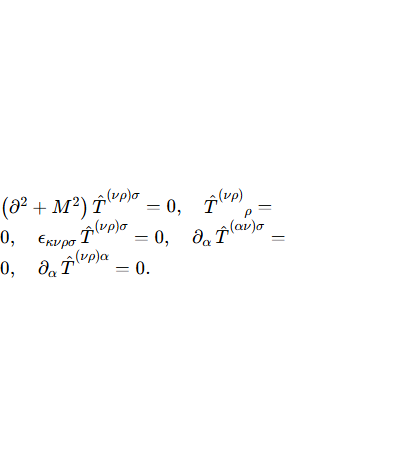 (∂² + M²) T̂^{(νρ)σ} = 0, T̂^{(νρ)}_ρ =
0, ϵ_{κνρσ} T̂^{(νρ)σ} = 0, ∂_α T̂^{(αν)σ} =
0, ∂_α T̂^{(νρ)α} = 0.